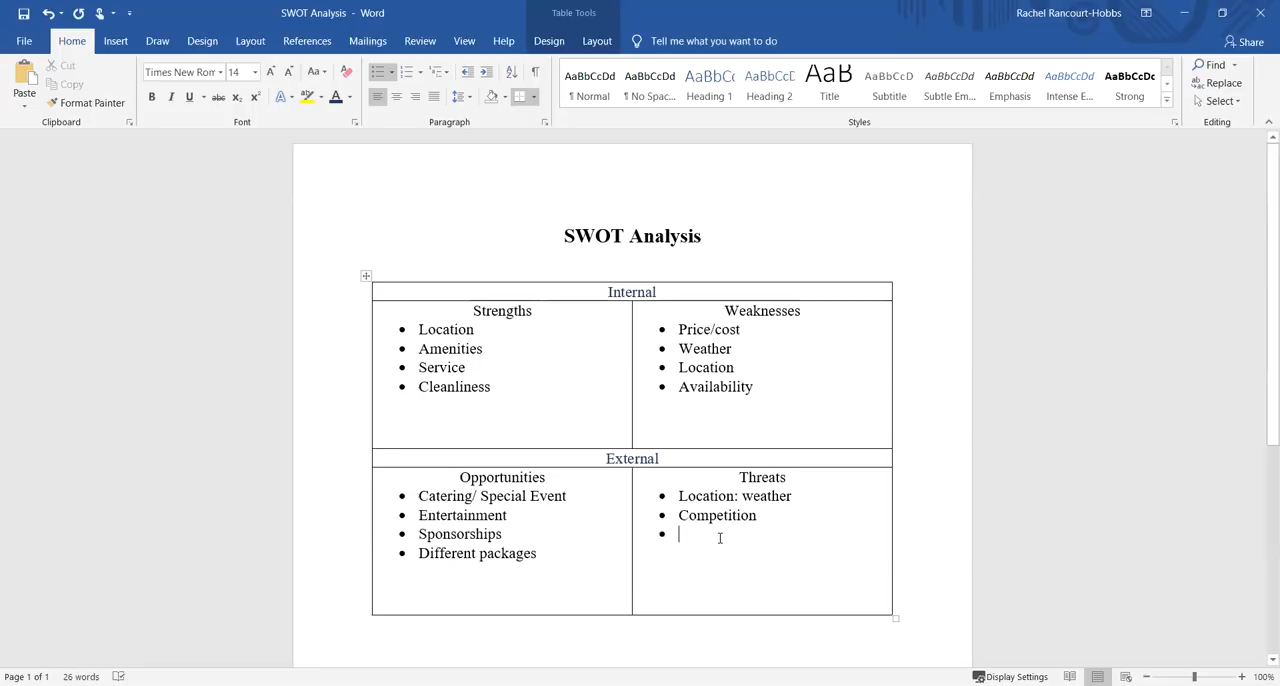 SWOT Analysis - Word
Table Tools
Rachel Rancourt-Hobbs
File Home Insert Draw Design Layout References Mailings Review View Help Design Layout Tell me what you want to do
Share
Cut
Copy
Format Painter
Paste
Clipboard
Times New Rom 14
Aa
B I U abc X₂ X²
A A
Font
Paragraph
AaBbCcDd AaBbCcDd AaBbCc AaBbCcD AaB AaBbCcD AaBbCcDd AaBbCcDd AaBbCcDd AaBbCcDc
¶ Normal ¶ No Spac... Heading 1 Heading 2 Title Subtitle Subtle Em... Emphasis Intense E... Strong
Styles
Find
Replace
Select
Editing
SWOT Analysis
Internal
Strengths
• Location
• Amenities
• Service
• Cleanliness
Weaknesses
• Price/cost
• Weather
• Location
• Availability
External
Opportunities
• Catering/ Special Event
• Entertainment
• Sponsorships
• Different packages
Threats
• Location: weather
• Competition
•
Page 1 of 1 26 words
Display Settings
100%